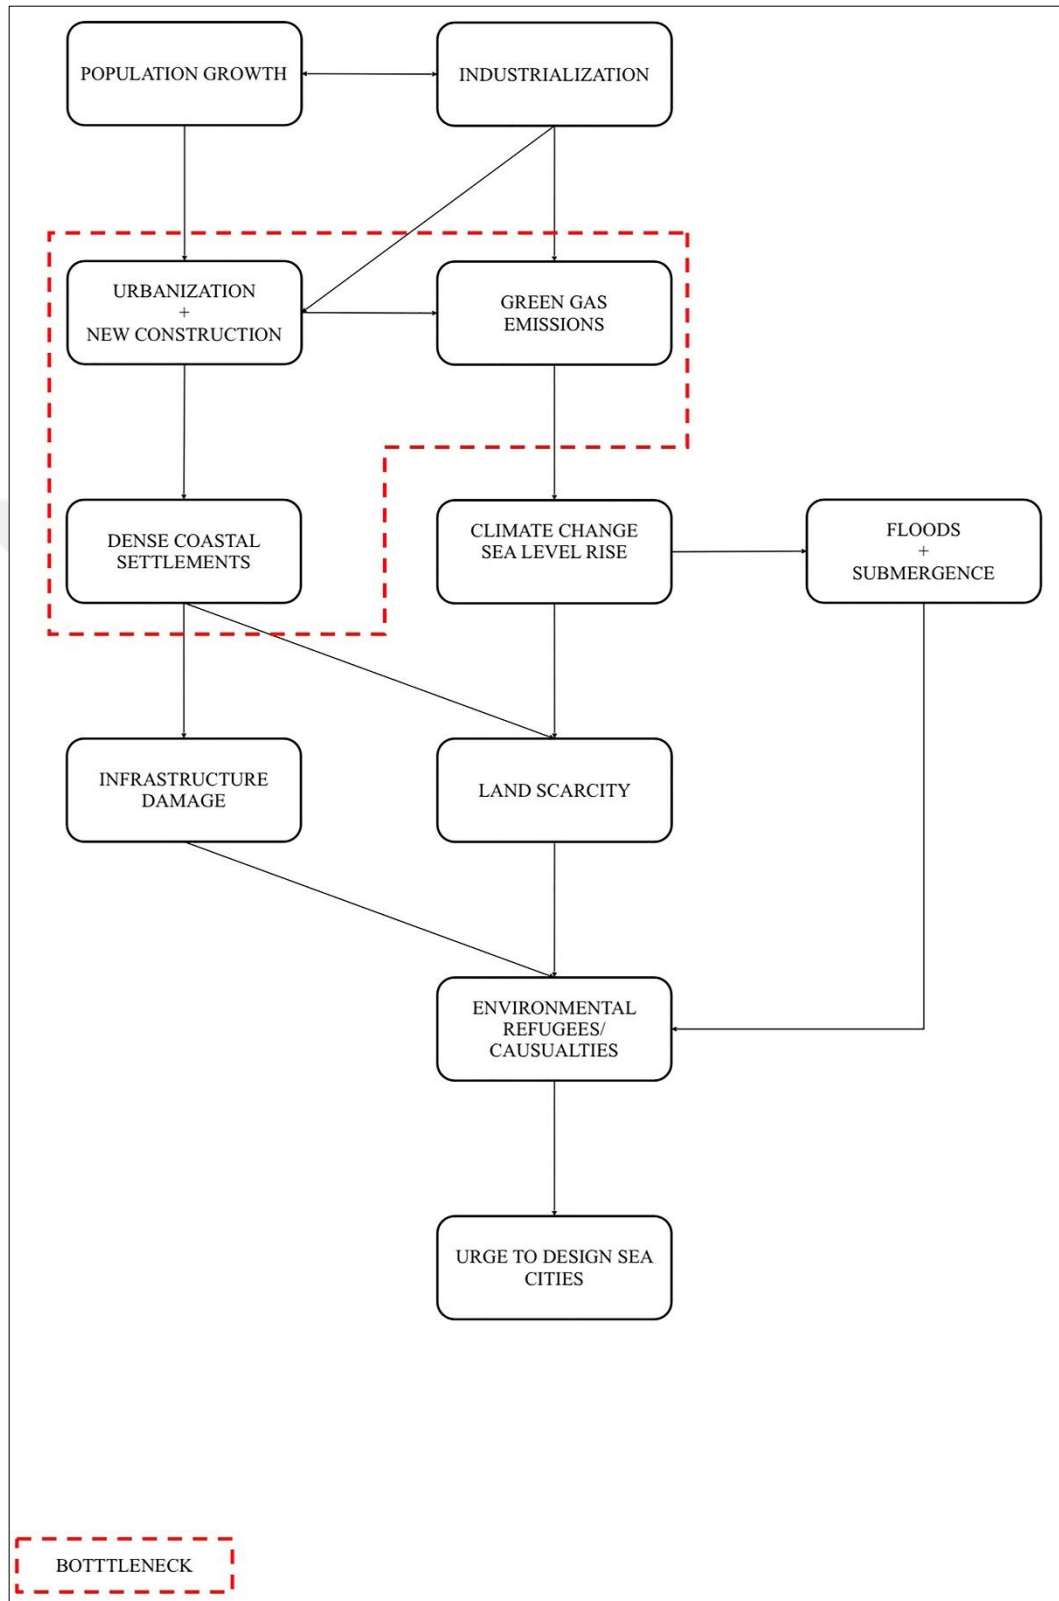 POPULATION GROWTH
INDUSTRIALIZATION
URBANIZATION
+
NEW CONSTRUCTION
GREEN GAS
EMISSIONS
DENSE COASTAL
SETTLEMENTS
CLIMATE CHANGE
SEA LEVEL RISE
FLOODS
+
SUBMERGENCE
INFRASTRUCTURE
DAMAGE
LAND SCARCITY
ENVIRONMENTAL
REFUGEES/
CAUSUALTIES
URGE TO DESIGN SEA
CITIES
BOTTTLENECK